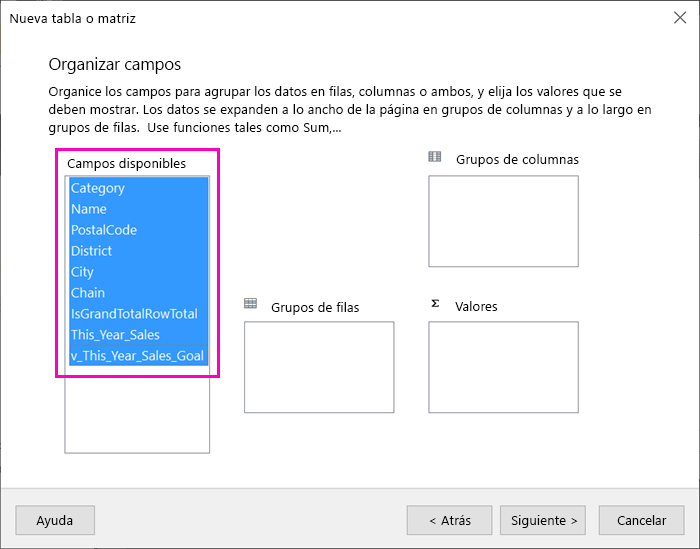 Nueva tabla o matriz
Organizar campos
Organice los campos para agrupar los datos en filas, columnas o ambos, y elija los valores que se
deben mostrar. Los datos se expanden a lo ancho de la página en grupos de columnas y a lo largo en
grupos de filas. Use funciones tales como Sum,...
Campos disponibles
Category
Name
PostalCode
District
City
Chain
IsGrandTotalRowTotal
This_Year_Sales
v_This_Year_Sales_Goal
Grupos de columnas
Grupos de filas
Σ Valores
Ayuda
< Atrás
Siguiente >
Cancelar